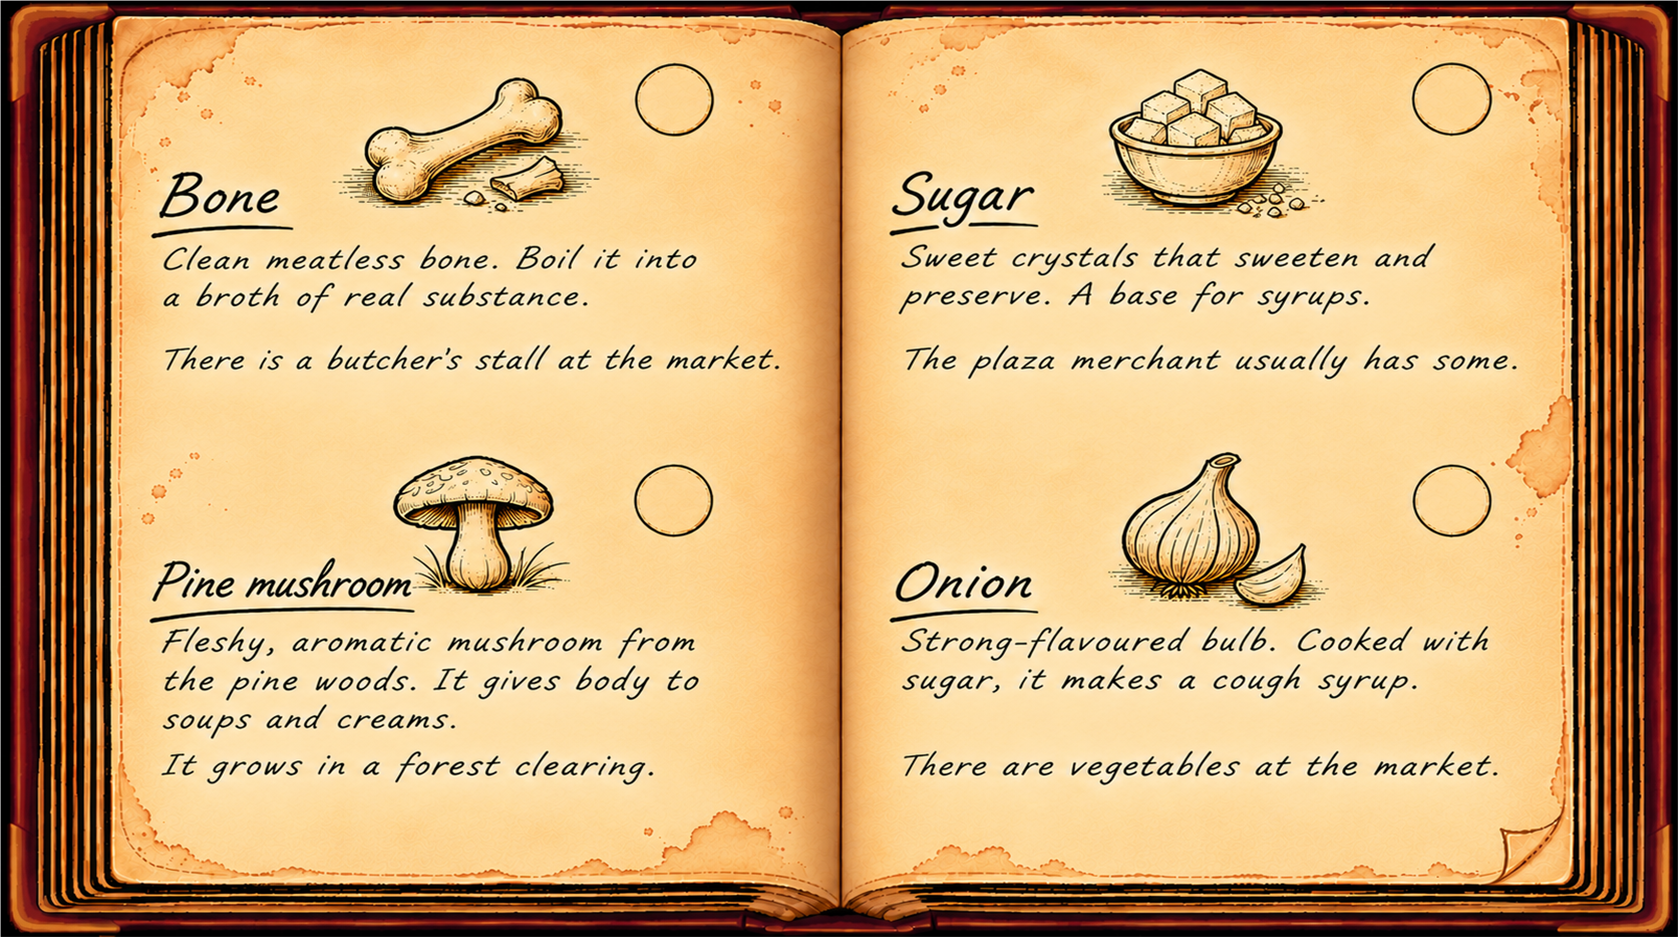 Bone
Clean meatless bone. Boil it into
a broth of real substance.
There is a butcher's stall at the market.
Pine mushroom
Fleshy, aromatic mushroom from
the pine woods. It gives body to
soups and creams.
It grows in a forest clearing.
Sugar
Sweet crystals that sweeten and
preserve. A base for syrups.
The plaza merchant usually has some.
Onion
Strong-flavoured bulb. Cooked with
sugar, it makes a cough syrup.
There are vegetables at the market.